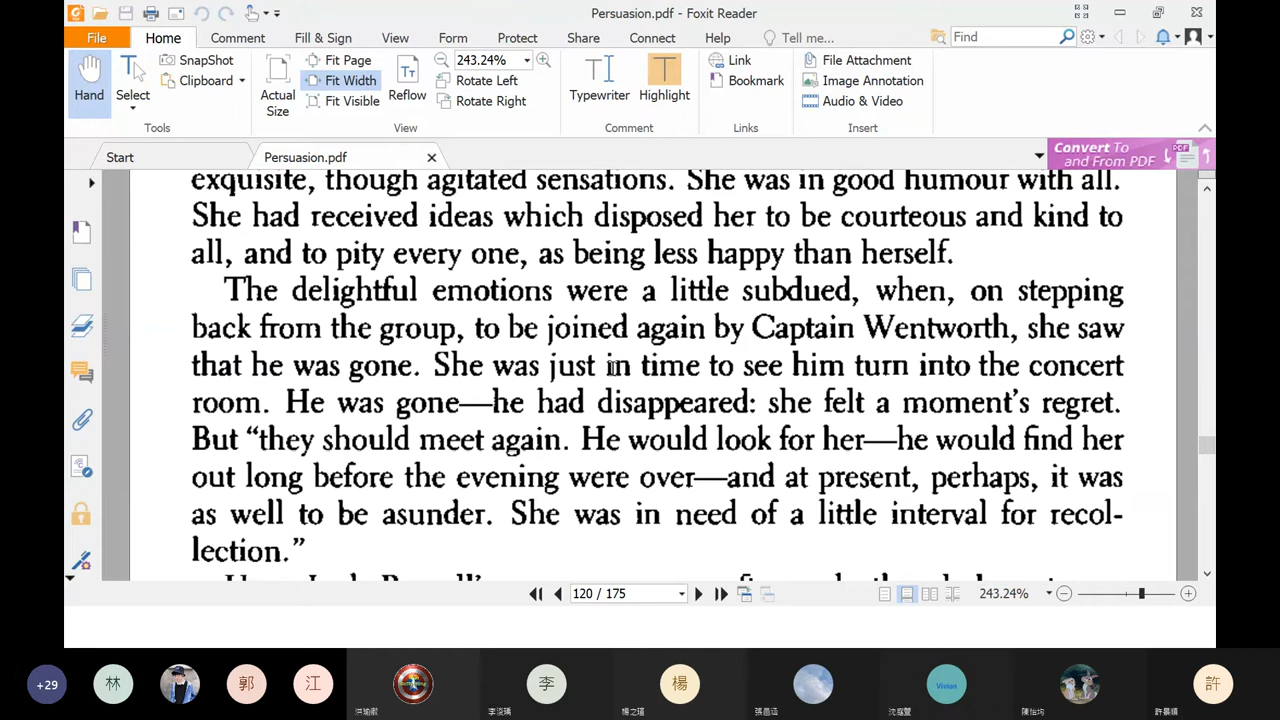 Persuasion.pdf - Foxit Reader
File Home Comment Fill & Sign View Form Protect Share Connect Help Tell me... Find
Hand Select SnapShot Clipboard Actual Size Fit Page Fit Width Fit Visible Reflow 243.24% Rotate Left Rotate Right Typewriter Highlight Link Bookmark File Attachment Image Annotation Audio & Video
Tools View Comment Links Insert
Start Persuasion.pdf Convert To and From PDF PDF
exquisite, though agitated sensations. She was in good humour with all.
She had received ideas which disposed her to be courteous and kind to
all, and to pity every one, as being less happy than herself.
The delightful emotions were a little subdued, when, on stepping
back from the group, to be joined again by Captain Wentworth, she saw
that he was gone. She was just in time to see him turn into the concert
room. He was gone—he had disappeared: she felt a moment's regret.
But “they should meet again. He would look for her—he would find her
out long before the evening were over—and at present, perhaps, it was
as well to be asunder. She was in need of a little interval for recol-
lection.”
120 / 175 243.24%
+29 林 郭 江 李 楊 Vivian 許